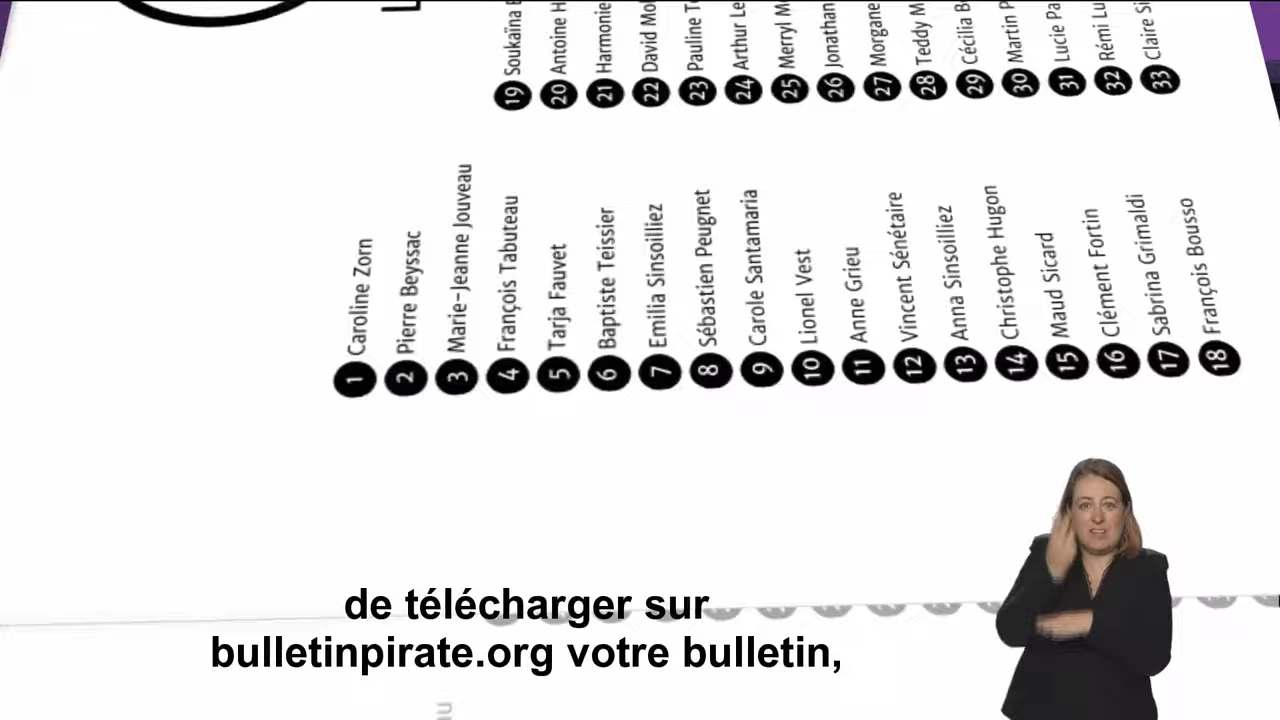 1 Caroline Zorn
2 Pierre Beyssac
3 Marie-Jeanne Jouveau
4 François Tabuteau
5 Tarja Fauvet
6 Baptiste Teissier
7 Emilia Sinsoilliez
8 Sébastien Peugnet
9 Carole Santamaria
10 Lionel Vest
11 Anne Grieu
12 Vincent Sénétaire
13 Anna Sinsoilliez
14 Christophe Hugon
15 Maud Sicard
16 Clément Fortin
17 Sabrina Grimaldi
18 François Bousso
19 Soukaïna
20 Antoine
21 Harmonie
22 David
23 Pauline
24 Arthur
25 Merryl
26 Jonathan
27 Morgane
28 Teddy
29 Cécilia
30 Martin
31 Lucie
32 Rémi
33 Claire
de télécharger sur
bulletinpirate.org votre bulletin,